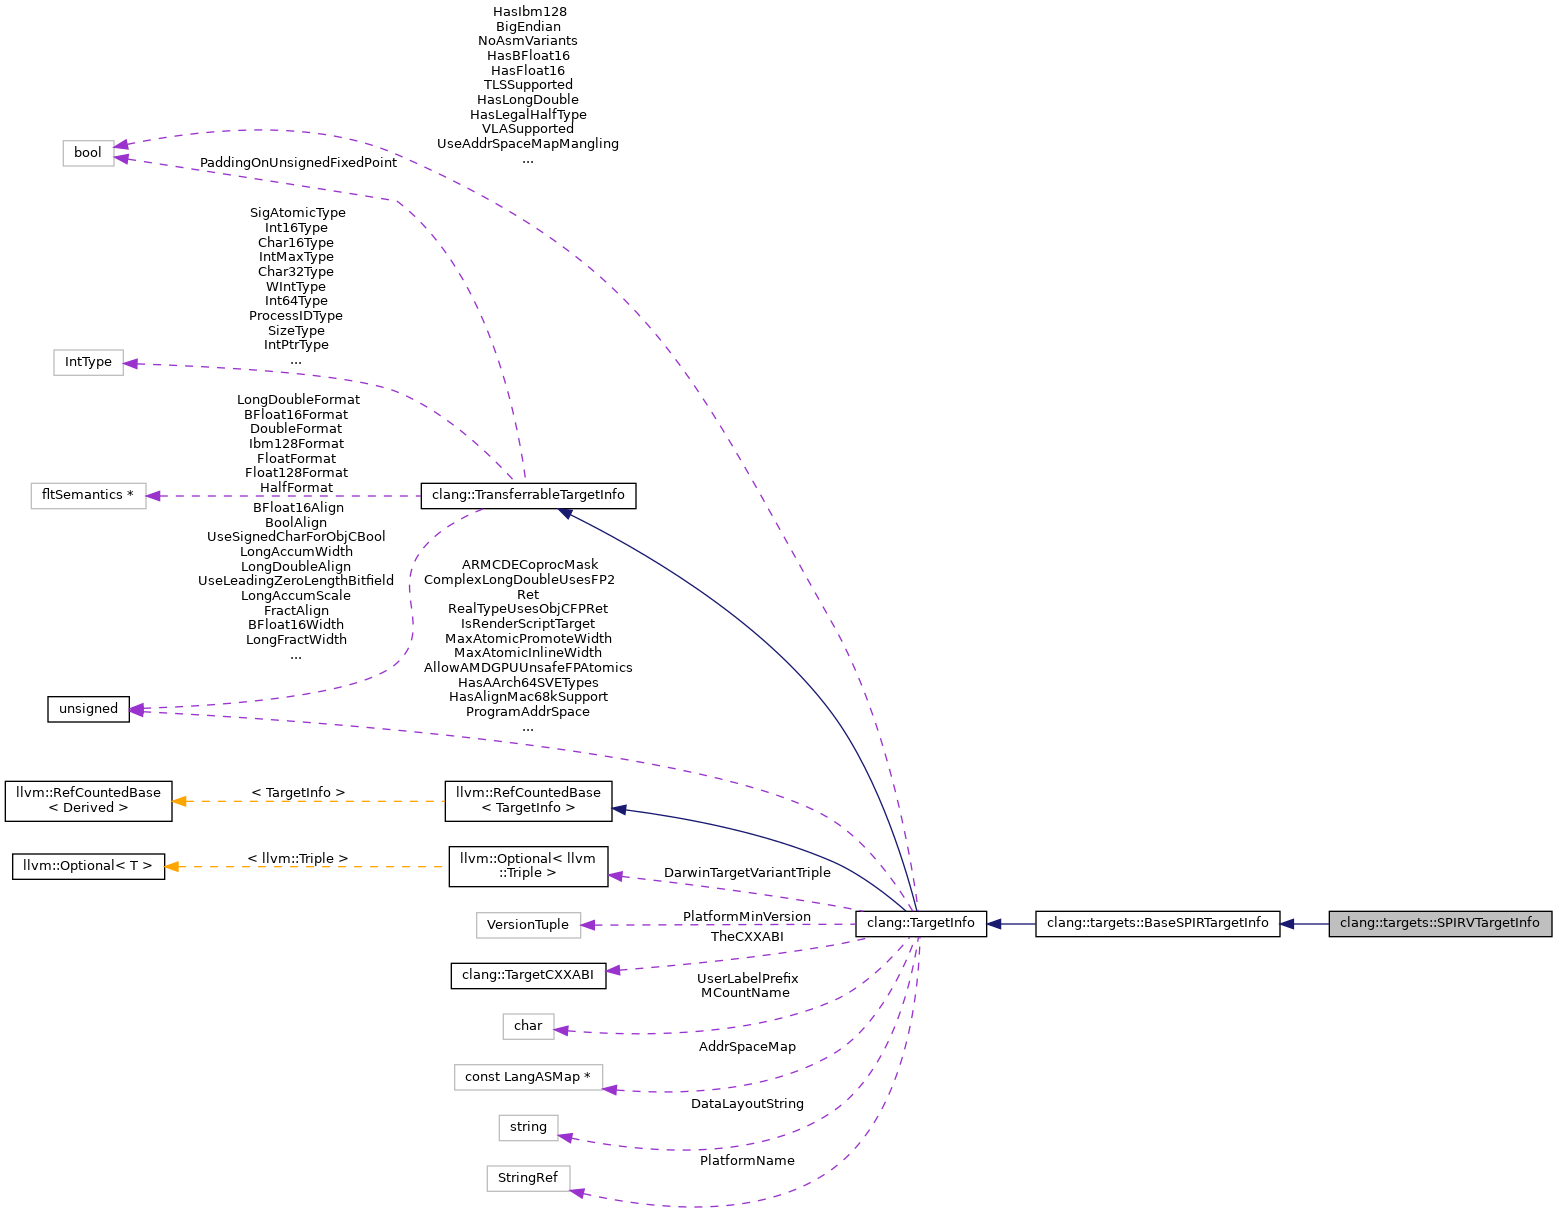 HasIbm128
BigEndian
NoAsmVariants
HasBFloat16
HasFloat16
TLSSupported
HasLongDouble
HasLegalHalfType
VLASupported
UseAddrSpaceMapMangling
...
bool
PaddingOnUnsignedFixedPoint
SigAtomicType
Int16Type
Char16Type
IntMaxType
Char32Type
WIntType
Int64Type
ProcessIDType
SizeType
IntPtrType
...
IntType
LongDoubleFormat
BFloat16Format
DoubleFormat
Ibm128Format
FloatFormat
Float128Format
HalfFormat
fltSemantics *
clang::TransferrableTargetInfo
BFloat16Align
BoolAlign
UseSignedCharForObjCBool
LongAccumWidth
LongDoubleAlign
UseLeadingZeroLengthBitfield
LongAccumScale
FractAlign
BFloat16Width
LongFractWidth
...
ARMCDECoprocMask
ComplexLongDoubleUsesFP2
Ret
RealTypeUsesObjCFPRet
IsRenderScriptTarget
MaxAtomicPromoteWidth
MaxAtomicInlineWidth
AllowAMDGPUUnsafeFPAtomics
HasAArch64SVETypes
HasAlignMac68kSupport
ProgramAddrSpace
...
unsigned
llvm::RefCountedBase
< Derived >
< TargetInfo >
llvm::RefCountedBase
< TargetInfo >
llvm::Optional< T >
< llvm::Triple >
llvm::Optional< llvm
::Triple >
DarwinTargetVariantTriple
VersionTuple
PlatformMinVersion
clang::TargetInfo
clang::targets::BaseSPIRTargetInfo
clang::targets::SPIRVTargetInfo
TheCXXABI
clang::TargetCXXABI
UserLabelPrefix
MCountName
char
AddrSpaceMap
const LangASMap *
DataLayoutString
string
PlatformName
StringRef